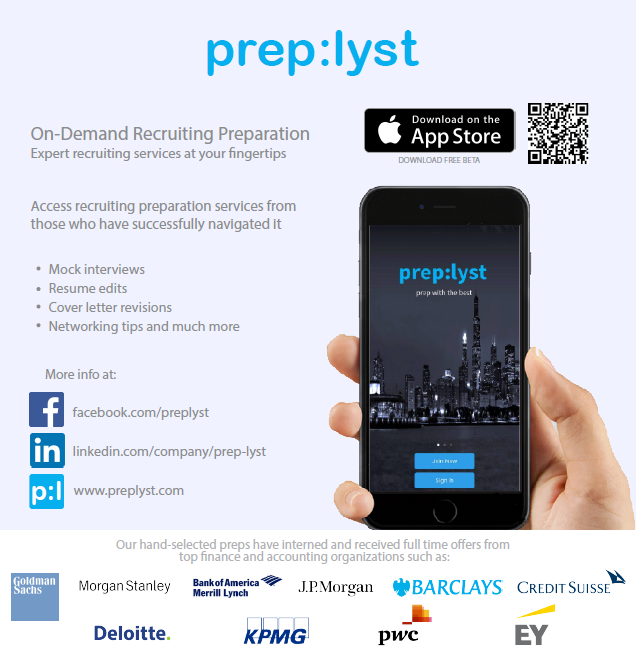 prep:lyst
On-Demand Recruiting Preparation
Expert recruiting services at your fingertips
Download on the
App Store
DOWNLOAD FREE BETA
Access recruiting preparation services from
those who have successfully navigated it
• Mock interviews
• Resume edits
• Cover letter revisions
• Networking tips and much more
prep:lyst
prep with the best
Join Now
Sign In
More info at:
f facebook.com/preplyst
in linkedin.com/company/prep-lyst
p:l www.preplyst.com
Our hand-selected preps have interned and received full time offers from
top finance and accounting organizations such as:
Goldman
Sachs
Morgan Stanley
Bank of America
Merrill Lynch
J.P.Morgan
BARCLAYS
CREDIT SUISSE
Deloitte.
KPMG
pwc
EY